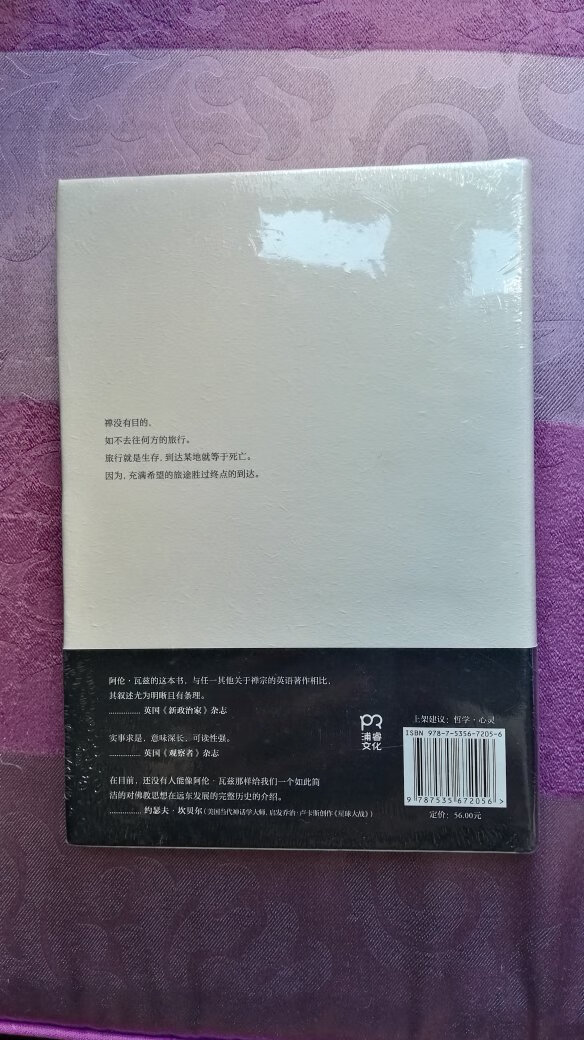 禅没有目的，
如不去往何方的旅行。
旅行就是生存，到达某地就等于死亡。
因为，充满希望的旅途胜过终点的到达。
阿伦·瓦兹的这本书，与任一其他关于禅宗的英语著作相比，
其叙述尤为明晰且有条理。
................ 英国《新政治家》杂志
实事求是，意味深长，可读性强。
................ 英国《观察者》杂志
在目前，还没有人能像阿伦·瓦兹那样给我们一个如此简
洁的对佛教思想在远东发展的完整历史的介绍。
................ 约瑟夫·坎贝尔（美国当代神话学大师，启发乔治·卢卡斯创作《星球大战》）
浦睿
文化
上架建议：哲学·心灵
ISBN 978-7-5356-7205-6
9 787535 672056 >
定价：56.00元